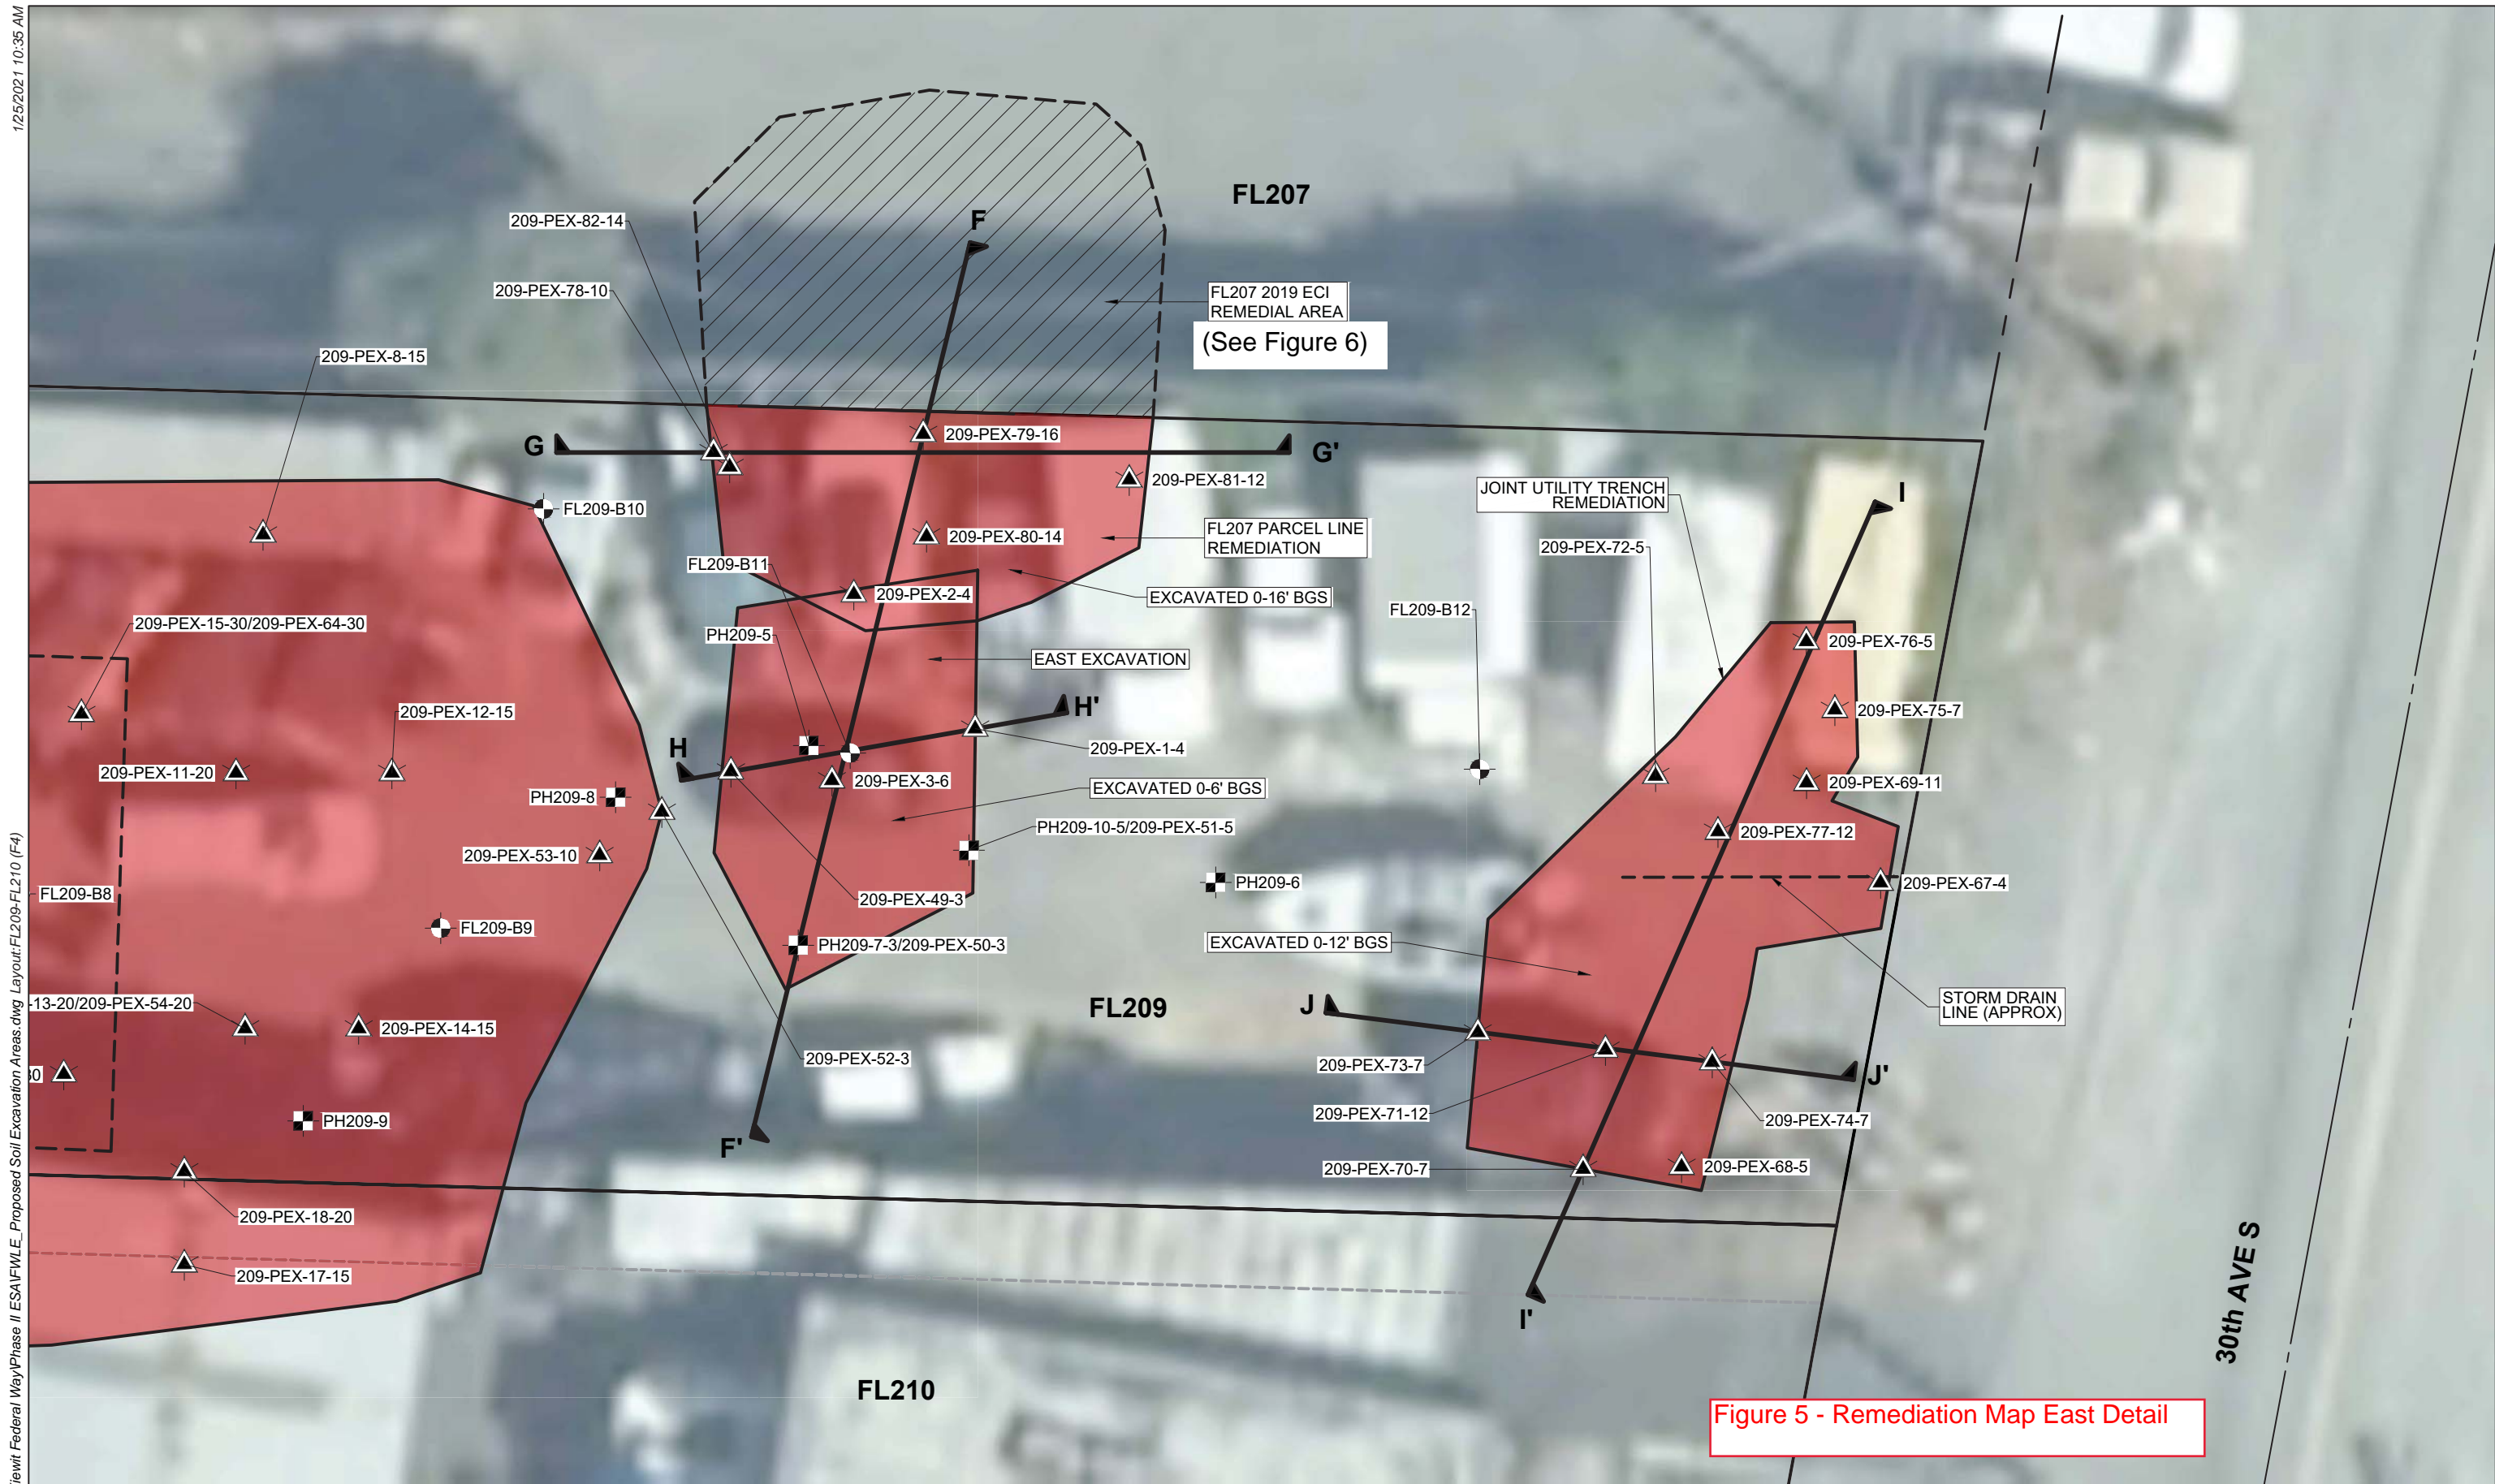 1/25/2021 10:35 AM
FL207
209-PEX-82-14
F
209-PEX-78-10
FL207 2019 ECI
REMEDIAL AREA
(See Figure 6)
209-PEX-8-15
G
209-PEX-79-16
G'
209-PEX-81-12
JOINT UTILITY TRENCH
REMEDIATION
I
FL209-B10
209-PEX-80-14
FL207 PARCEL LINE
REMEDIATION
209-PEX-72-5
FL209-B11
209-PEX-2-4
EXCAVATED 0-16' BGS
FL209-B12
209-PEX-15-30/209-PEX-64-30
PH209-5
EAST EXCAVATION
209-PEX-76-5
209-PEX-12-15
H'
209-PEX-75-7
H
209-PEX-1-4
209-PEX-11-20
209-PEX-3-6
209-PEX-69-11
EXCAVATED 0-6' BGS
PH209-8
PH209-10-5/209-PEX-51-5
209-PEX-77-12
209-PEX-53-10
PH209-6
209-PEX-67-4
FL209-B8
209-PEX-49-3
FL209-B9
PH209-7-3/209-PEX-50-3
EXCAVATED 0-12' BGS
-13-20/209-PEX-54-20
FL209
J
STORM DRAIN
LINE (APPROX)
209-PEX-14-15
209-PEX-52-3
209-PEX-73-7
J'
30
209-PEX-71-12
PH209-9
209-PEX-74-7
F'
209-PEX-70-7
209-PEX-68-5
209-PEX-18-20
209-PEX-17-15
I'
30th AVE S
FL210
Figure 5 - Remediation Map East Detail
iewit Federal Way\Phase II ESA\FWLE_Proposed Soil Excavation Areas.dwg Layout:FL209-FL210 (F4)